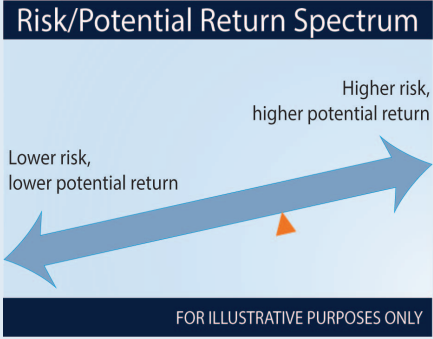 Risk/Potential Return Spectrum
Higher risk,
higher potential return
Lower risk,
lower potential return
FOR ILLUSTRATIVE PURPOSES ONLY